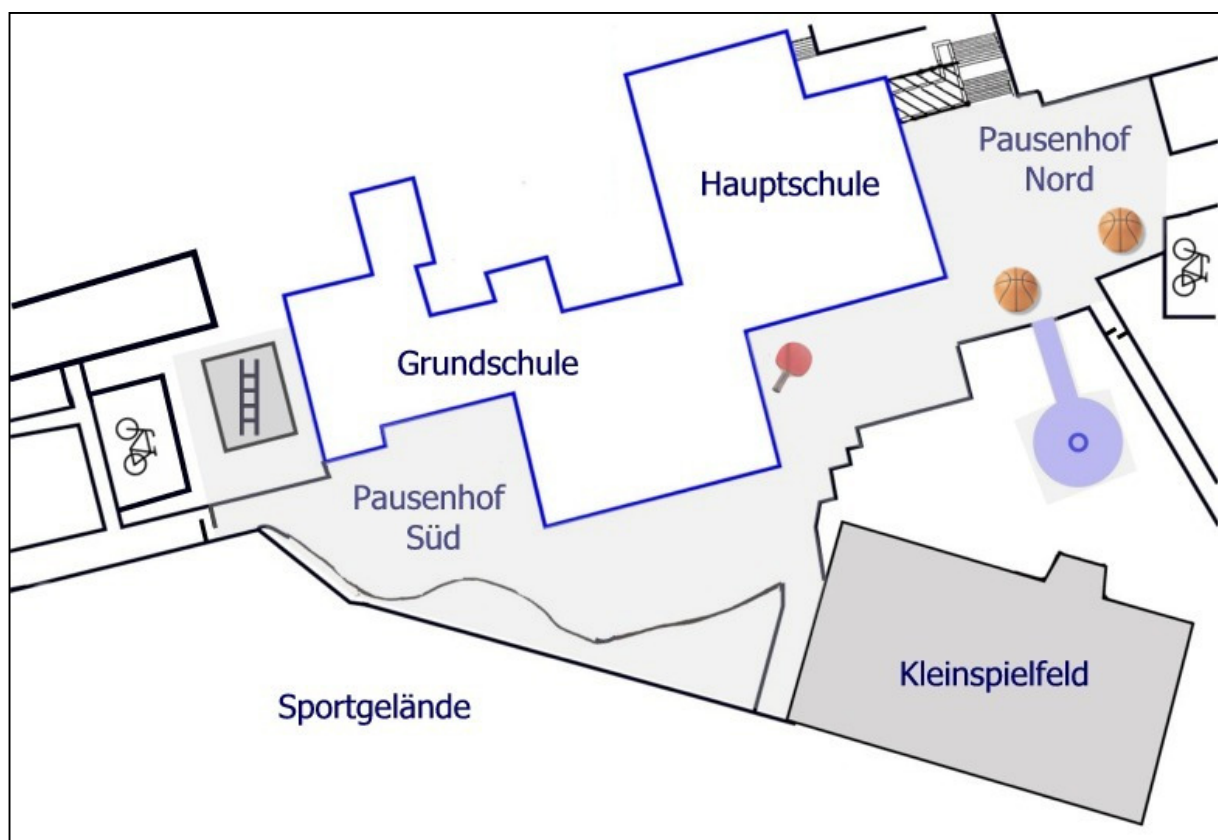 Pausenhof
Nord
Hauptschule
Grundschule
Pausenhof
Süd
Kleinspielfeld
Sportgelände